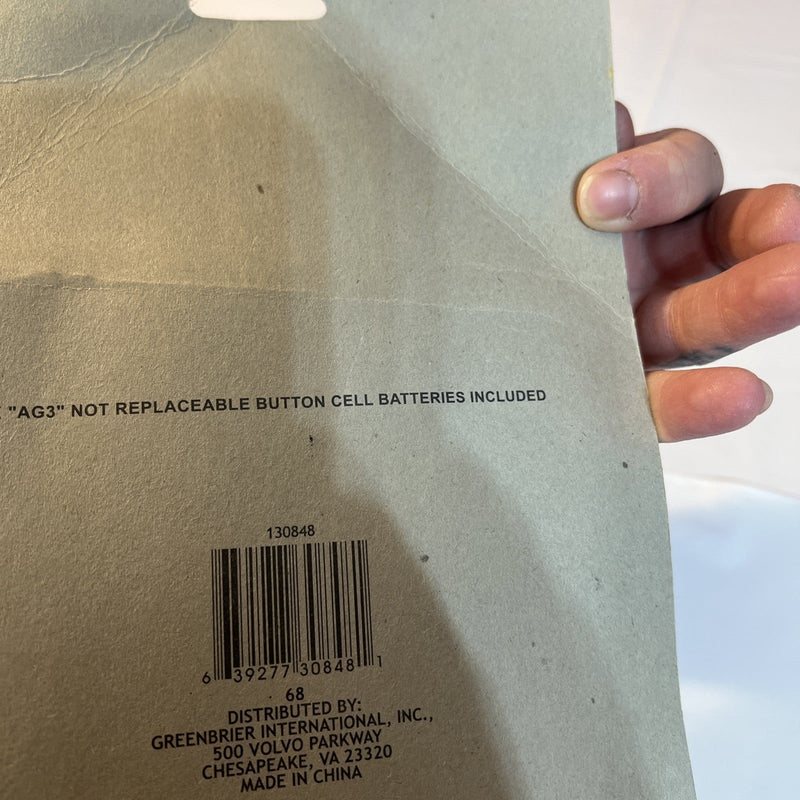 "AG3" NOT REPLACEABLE BUTTON CELL BATTERIES INCLUDED
130848
6 39277 30848 1
68
DISTRIBUTED BY:
GREENBRIER INTERNATIONAL, INC.,
500 VOLVO PARKWAY
CHESAPEAKE, VA 23320
MADE IN CHINA